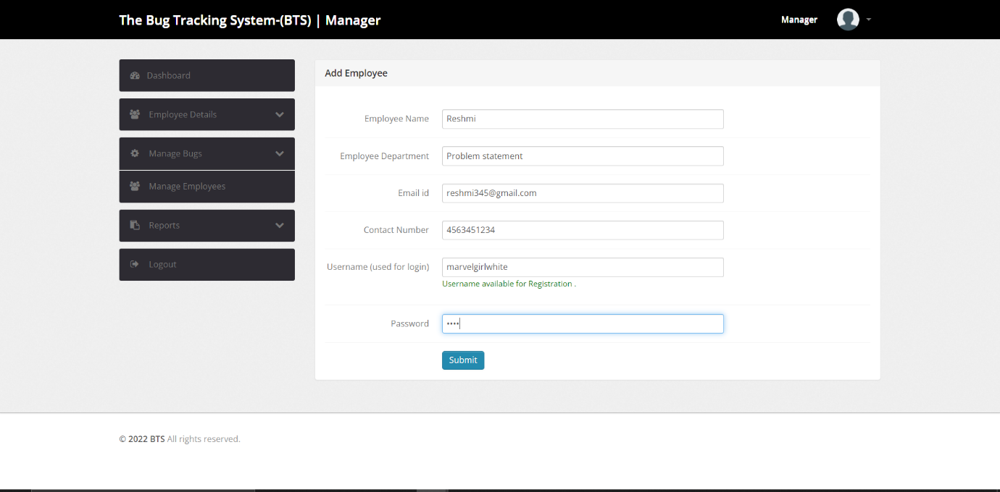 The Bug Tracking System-(BTS) | Manager
Manager
Dashboard
Employee Details
Manage Bugs
Manage Employees
Reports
Logout
Add Employee
Employee Name Reshmi
Employee Department Problem statement
Email id reshmi345@gmail.com
Contact Number 4563451234
Username (used for login) marvelgirlwhite
Username available for Registration .
Password ••••
Submit
© 2022 BTS All rights reserved.